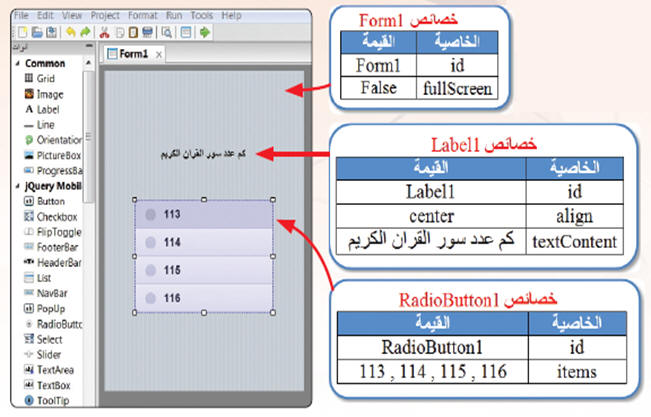 File Edit View Project Format Run Tools Help
أدوات
Common
Grid
Image
Label
Line
Orientation
PictureBox
ProgressBa
jQuery Mobil
Button
Checkbox
FlipToggle
FooterBar
HeaderBar
List
NavBar
PopUp
RadioButto
Select
Slider
TextArea
TextBox
ToolTip
Form1 ×
كم عدد سور القران الكريم
113
114
115
116
خصائص Form1
الخاصية القيمة
id Form1
fullScreen False
خصائص Label1
الخاصية القيمة
id Label1
align center
textContent كم عدد سور القران الكريم
خصائص RadioButton1
الخاصية القيمة
id RadioButton1
items 113 , 114 , 115 , 116